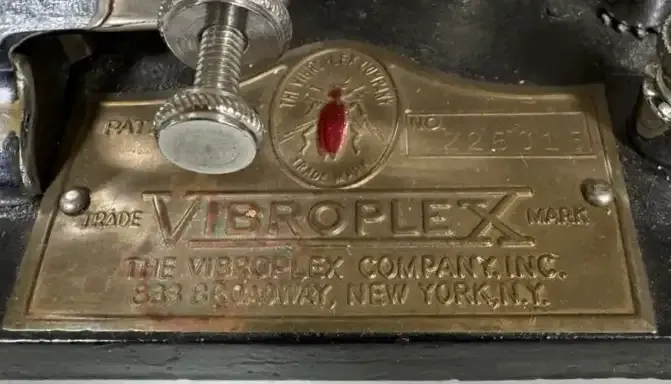 THE VIBROPLEX COMPANY
TRADE MARK
PAT
NO.
TRADE VIBROPLEX MARK
THE VIBROPLEX COMPANY, INC.
833 BROADWAY, NEW YORK, N.Y.